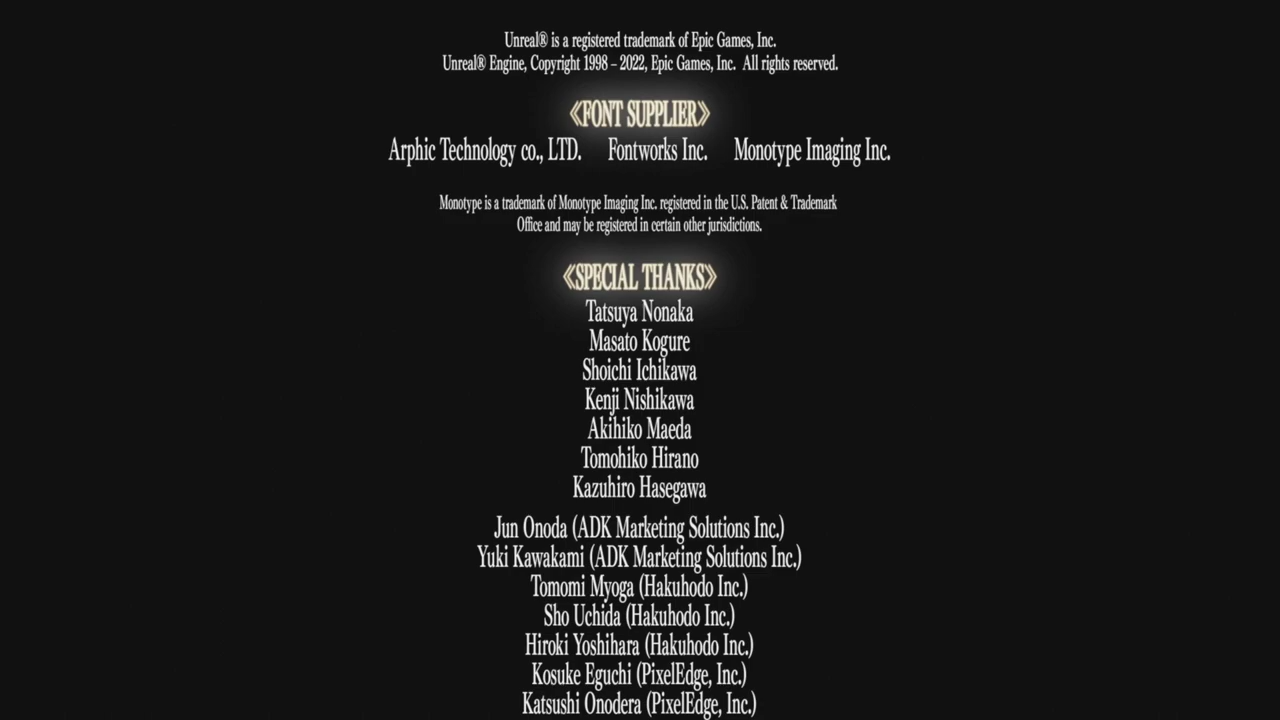 Unreal® is a registered trademark of Epic Games, Inc.
Unreal® Engine, Copyright 1998 – 2022, Epic Games, Inc. All rights reserved.
《FONT SUPPLIER》
Arphic Technology co., LTD. Fontworks Inc. Monotype Imaging Inc.
Monotype is a trademark of Monotype Imaging Inc. registered in the U.S. Patent & Trademark
Office and may be registered in certain other jurisdictions.
《SPECIAL THANKS》
Tatsuya Nonaka
Masato Kogure
Shoichi Ichikawa
Kenji Nishikawa
Akihiko Maeda
Tomohiko Hirano
Kazuhiro Hasegawa
Jun Onoda (ADK Marketing Solutions Inc.)
Yuki Kawakami (ADK Marketing Solutions Inc.)
Tomomi Myoga (Hakuhodo Inc.)
Sho Uchida (Hakuhodo Inc.)
Hiroki Yoshihara (Hakuhodo Inc.)
Kosuke Eguchi (PixelEdge, Inc.)
Katsushi Onodera (PixelEdge, Inc.)